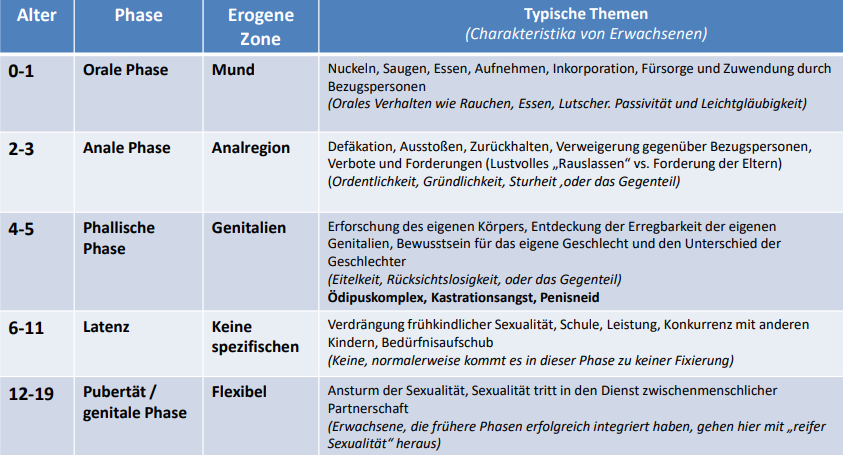 Alter Phase Erogene Zone Typische Themen
(Charakteristika von Erwachsenen)
0-1 Orale Phase Mund Nuckeln, Saugen, Essen, Aufnehmen, Inkorporation, Fürsorge und Zuwendung durch
Bezugspersonen
(Orales Verhalten wie Rauchen, Essen, Lutscher. Passivität und Leichtgläubigkeit)
2-3 Anale Phase Analregion Defäkation, Ausstoßen, Zurückhalten, Verweigerung gegenüber Bezugspersonen,
Verbote und Forderungen (Lustvolles „Rauslassen“ vs. Forderung der Eltern)
(Ordentlichkeit, Gründlichkeit, Sturheit ,oder das Gegenteil)
4-5 Phallische Phase Genitalien Erforschung des eigenen Körpers, Entdeckung der Erregbarkeit der eigenen
Genitalien, Bewusstsein für das eigene Geschlecht und den Unterschied der
Geschlechter
(Eitelkeit, Rücksichtslosigkeit, oder das Gegenteil)
Ödipuskomplex, Kastrationsangst, Penisneid
6-11 Latenz Keine spezifischen Verdrängung frühkindlicher Sexualität, Schule, Leistung, Konkurrenz mit anderen
Kindern, Bedürfnisaufschub
(Keine, normalerweise kommt es in dieser Phase zu keiner Fixierung)
12-19 Pubertät / genitale Phase Flexibel Ansturm der Sexualität, Sexualität tritt in den Dienst zwischenmenschlicher
Partnerschaft
(Erwachsene, die frühere Phasen erfolgreich integriert haben, gehen hier mit „reifer
Sexualität“ heraus)